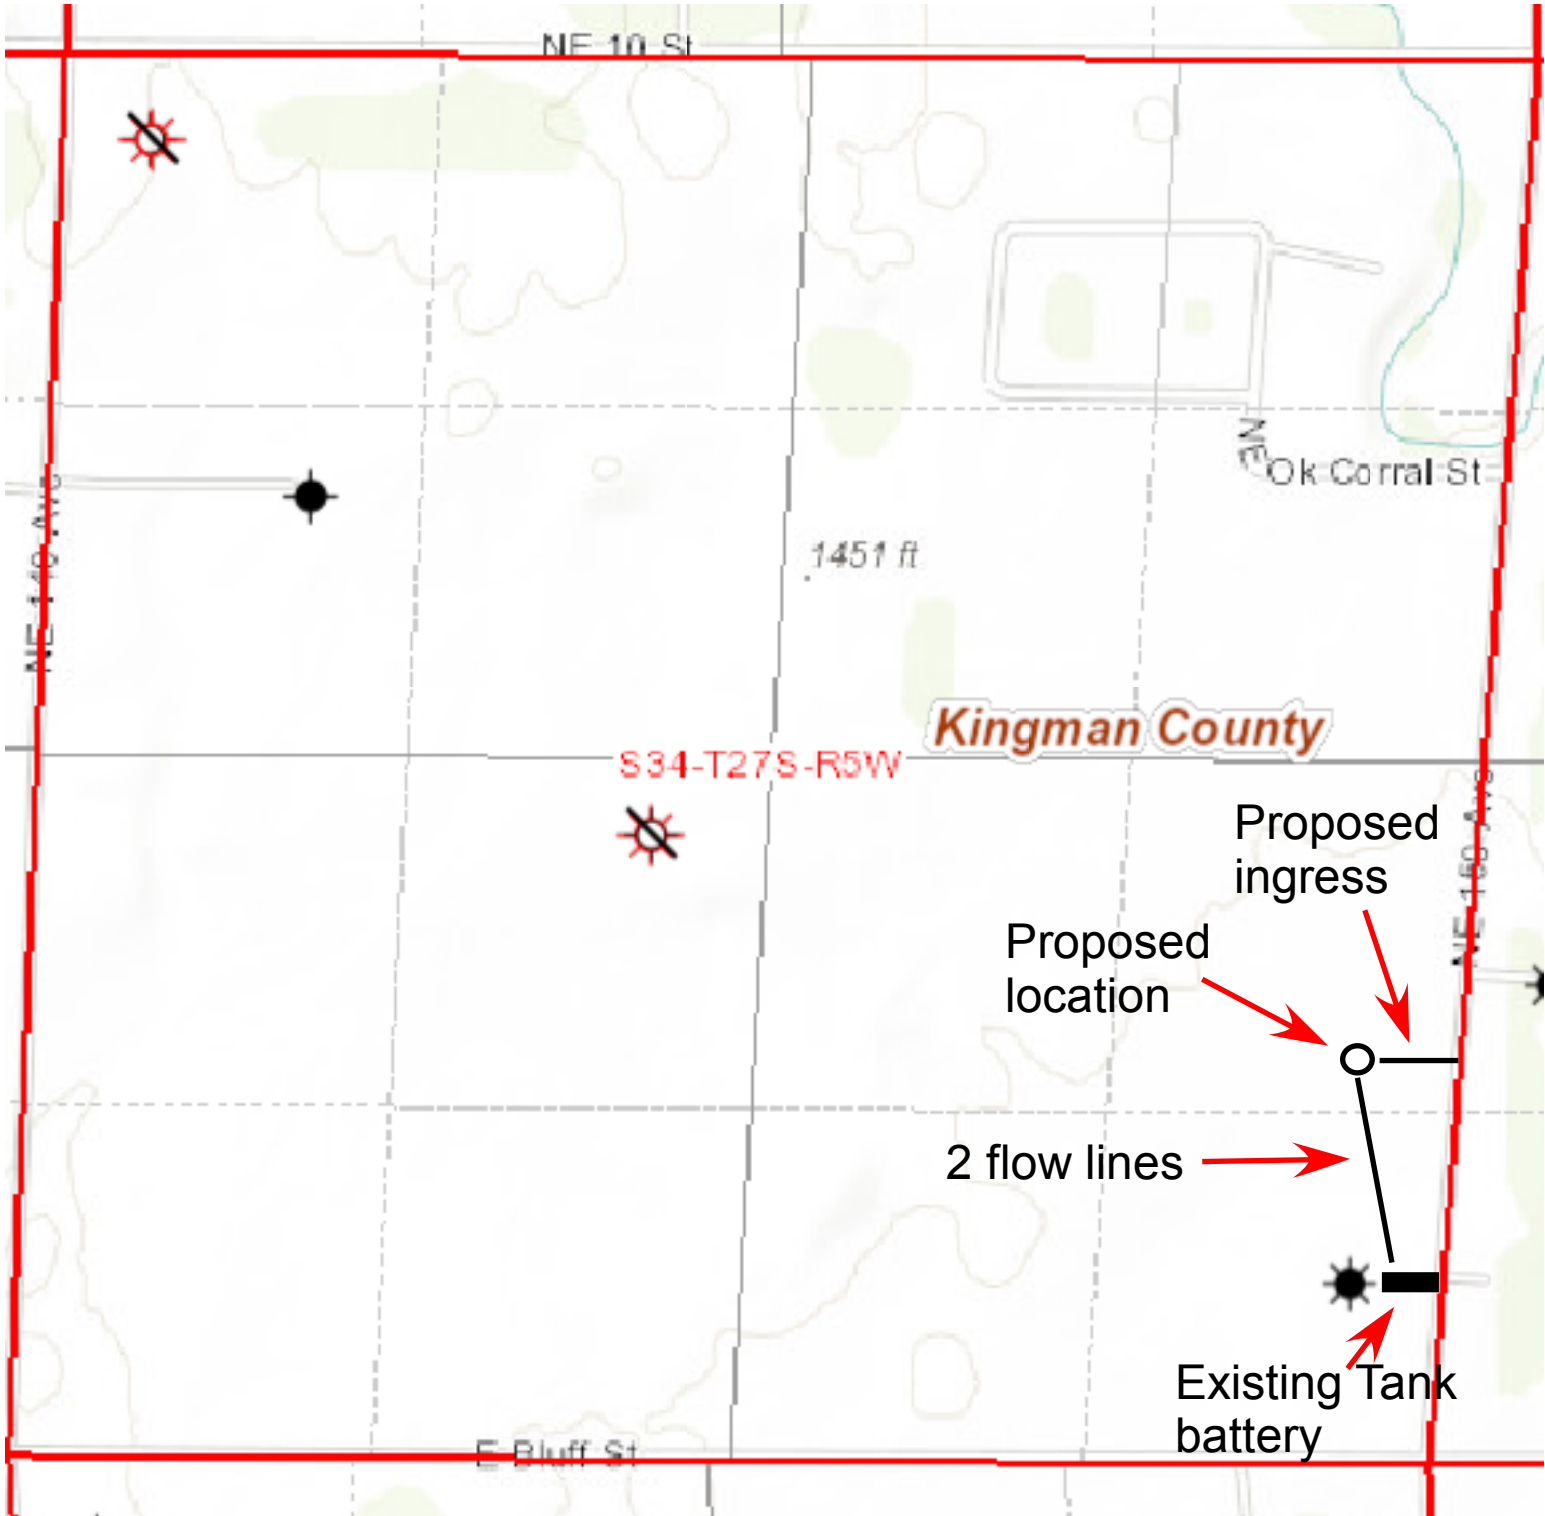 NE 10 St
NE 140 Ave
NE
Ok Corral St
1451 ft
Kingman County
S34-T27S-R5W
NE 150 Ave
Proposed
ingress
Proposed
location
2 flow lines
Existing Tank
battery
E Bluff St